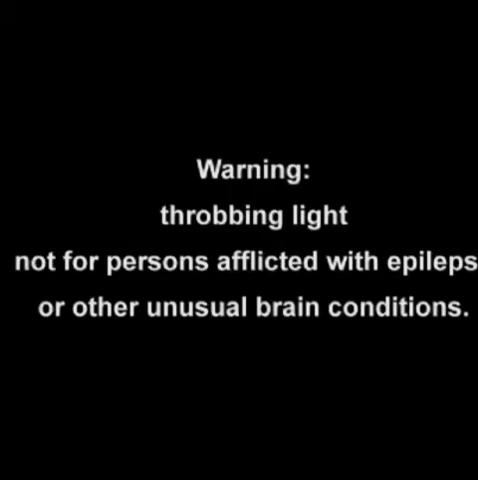 Warning:
throbbing light
not for persons afflicted with epileps
or other unusual brain conditions.